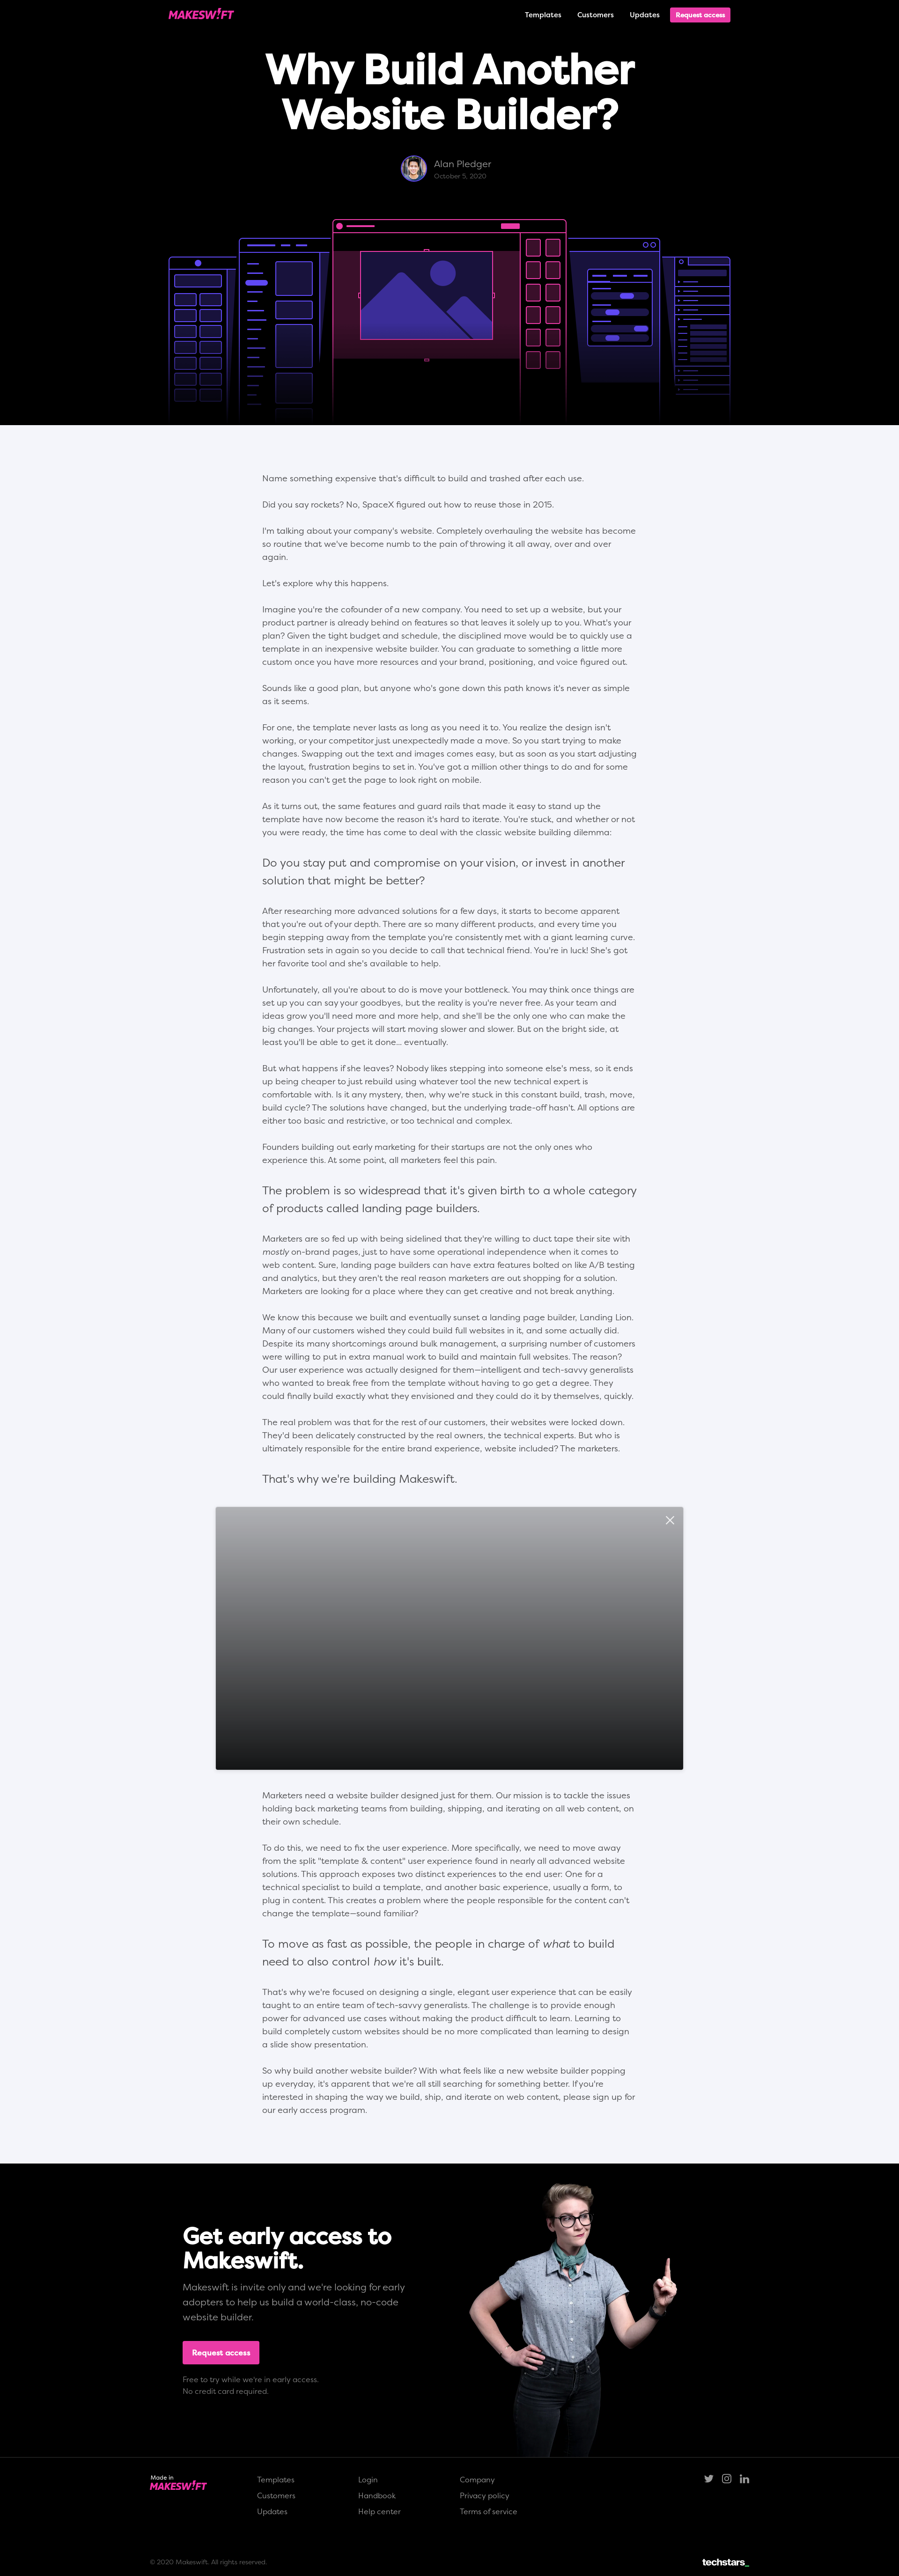 MAKESW!FT
Templates
Customers
Updates
Request access
Why Build Another
Website Builder?
Alan Pledger
October 5, 2020
Name something expensive that's difficult to build and trashed after each use.
Did you say rockets? No, SpaceX figured out how to reuse those in 2015.
I'm talking about your company's website. Completely overhauling the website has become
so routine that we've become numb to the pain of throwing it all away, over and over
again.
Let's explore why this happens.
Imagine you're the cofounder of a new company. You need to set up a website, but your
product partner is already behind on features so that leaves it solely up to you. What's your
plan? Given the tight budget and schedule, the disciplined move would be to quickly use a
template in an inexpensive website builder. You can graduate to something a little more
custom once you have more resources and your brand, positioning, and voice figured out.
Sounds like a good plan, but anyone who's gone down this path knows it's never as simple
as it seems.
For one, the template never lasts as long as you need it to. You realize the design isn't
working, or your competitor just unexpectedly made a move. So you start trying to make
changes. Swapping out the text and images comes easy, but as soon as you start adjusting
the layout, frustration begins to set in. You've got a million other things to do and for some
reason you can't get the page to look right on mobile.
As it turns out, the same features and guard rails that made it easy to stand up the
template have now become the reason it's hard to iterate. You're stuck, and whether or not
you were ready, the time has come to deal with the classic website building dilemma:
Do you stay put and compromise on your vision, or invest in another
solution that might be better?
After researching more advanced solutions for a few days, it starts to become apparent
that you're out of your depth. There are so many different products, and every time you
begin stepping away from the template you're consistently met with a giant learning curve.
Frustration sets in again so you decide to call that technical friend. You're in luck! She's got
her favorite tool and she's available to help.
Unfortunately, all you're about to do is move your bottleneck. You may think once things are
set up you can say your goodbyes, but the reality is you're never free. As your team and
ideas grow you'll need more and more help, and she'll be the only one who can make the
big changes. Your projects will start moving slower and slower. But on the bright side, at
least you'll be able to get it done... eventually.
But what happens if she leaves? Nobody likes stepping into someone else's mess, so it ends
up being cheaper to just rebuild using whatever tool the new technical expert is
comfortable with. Is it any mystery, then, why we're stuck in this constant build, trash, move,
build cycle? The solutions have changed, but the underlying trade-off hasn't. All options are
either too basic and restrictive, or too technical and complex.
Founders building out early marketing for their startups are not the only ones who
experience this. At some point, all marketers feel this pain.
The problem is so widespread that it's given birth to a whole category
of products called landing page builders.
Marketers are so fed up with being sidelined that they're willing to duct tape their site with
mostly on-brand pages, just to have some operational independence when it comes to
web content. Sure, landing page builders can have extra features bolted on like A/B testing
and analytics, but they aren't the real reason marketers are out shopping for a solution.
Marketers are looking for a place where they can get creative and not break anything.
We know this because we built and eventually sunset a landing page builder, Landing Lion.
Many of our customers wished they could build full websites in it, and some actually did.
Despite its many shortcomings around bulk management, a surprising number of customers
were willing to put in extra manual work to build and maintain full websites. The reason?
Our user experience was actually designed for them—intelligent and tech-savvy generalists
who wanted to break free from the template without having to go get a degree. They
could finally build exactly what they envisioned and they could do it by themselves, quickly.
The real problem was that for the rest of our customers, their websites were locked down.
They'd been delicately constructed by the real owners, the technical experts. But who is
ultimately responsible for the entire brand experience, website included? The marketers.
That's why we're building Makeswift.
Marketers need a website builder designed just for them. Our mission is to tackle the issues
holding back marketing teams from building, shipping, and iterating on all web content, on
their own schedule.
To do this, we need to fix the user experience. More specifically, we need to move away
from the split "template & content" user experience found in nearly all advanced website
solutions. This approach exposes two distinct experiences to the end user: One for a
technical specialist to build a template, and another basic experience, usually a form, to
plug in content. This creates a problem where the people responsible for the content can't
change the template—sound familiar?
To move as fast as possible, the people in charge of what to build
need to also control how it's built.
That's why we're focused on designing a single, elegant user experience that can be easily
taught to an entire team of tech-savvy generalists. The challenge is to provide enough
power for advanced use cases without making the product difficult to learn. Learning to
build completely custom websites should be no more complicated than learning to design
a slide show presentation.
So why build another website builder? With what feels like a new website builder popping
up everyday, it's apparent that we're all still searching for something better. If you're
interested in shaping the way we build, ship, and iterate on web content, please sign up for
our early access program.
Get early access to
Makeswift.
Makeswift is invite only and we're looking for early
adopters to help us build a world-class, no-code
website builder.
Request access
Free to try while we're in early access.
No credit card required.
Made in
MAKESW!FT
Templates
Customers
Updates
Login
Handbook
Help center
Company
Privacy policy
Terms of service
© 2020 Makeswift. All rights reserved.
techstars_